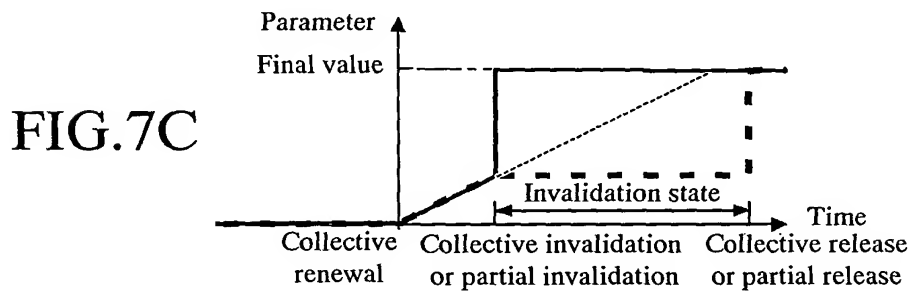 Parameter
Final value
FIG.7C
Invalidation state
Time
Collective renewal
Collective invalidation or partial invalidation
Collective release or partial release